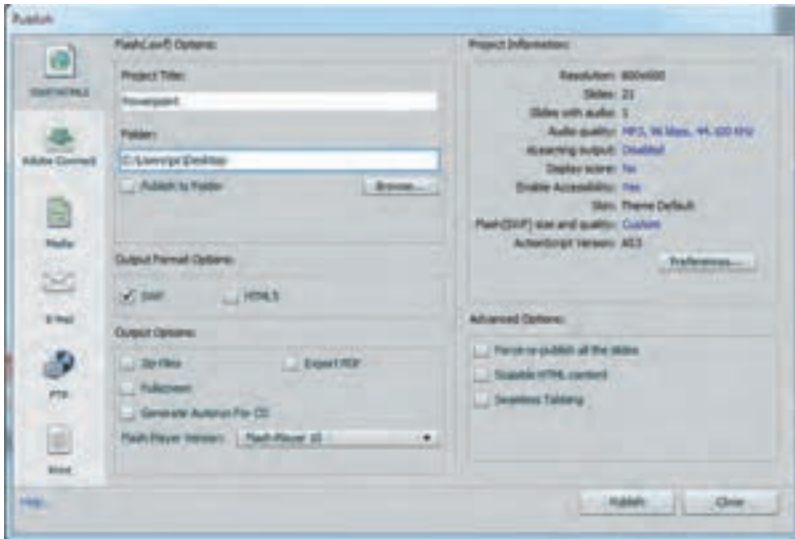 Publish
SWF/HTML5
Adobe Connect
Media
E-Mail
FTP
Print
Flash(.swf) Options:
Project Title:
Powerpoint
Folder:
C:\Users\pc\Desktop
Publish to Folder
Browse...
Output Format Options:
SWF
HTML5
Output Options:
Zip Files
Export PDF
Fullscreen
Generate Autorun For CD
Flash Player Version: Flash Player 10
Project Information:
Resolution: 800x600
Slides: 21
Slides with audio: 1
Audio quality: MP3, 96 kbps, 44.100 KHz
eLearning output: Disabled
Display score: No
Enable Accessibility: Yes
Skin: Theme Default
Flash(SWF) size and quality: Custom
ActionScript Version: AS3
Preferences...
Advanced Options:
Force re-publish all the slides
Scalable HTML content
Seamless Tabbing
Help...
Publish
Close